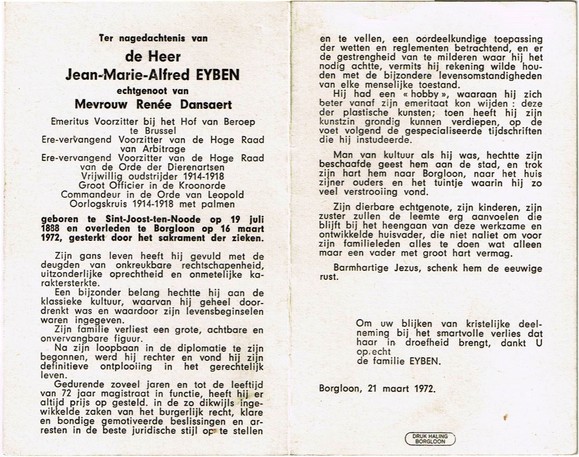 Ter nagedachtenis van
de Heer
Jean-Marie-Alfred EYBEN
echtgenoot van
Mevrouw Renée Dansaert
Emeritus Voorzitter bij het Hof van Beroep
te Brussel
Ere-vervangend Voorzitter van de Hoge Raad
van Arbitrage
Ere-vervangend Voorzitter van de Hoge Raad
van de Orde der Dierenartsen
Vrijwillig oudstrijder 1914-1918
Groot Officier in de Kroonorde
Commandeur in de Orde van Leopold
Oorlogskruis 1914-1918 met palmen
geboren te Sint-Joost-ten-Noode op 19 juli
1888 en overleden te Borgloon op 16 maart
1972, gesterkt door het sakrament der zieken.
Zijn gans leven heeft hij gevuld met de
deugden van onkreukbare rechtschapenheid,
uitzonderlijke oprechtheid en onmetelijke ka-
raktersterkte.
Een bijzonder belang hechtte hij aan de
klassieke kultuur, waarvan hij geheel door-
drenkt was en waardoor zijn levensbeginselen
waren ingegeven.
Zijn familie verliest een grote, achtbare en
onvervangbare figuur.
Na zijn loopbaan in de diplomatie te zijn
begonnen, werd hij rechter en vond hij zijn
definitieve ontplooiing in het gerechtelijk
leven.
Gedurende zoveel jaren en tot de leeftijd
van 72 jaar magistraat in functie, heeft hij er
altijd prijs op gesteld, in de zo dikwijls inge-
wikkelde zaken van het burgerlijk recht, klare
en bondige gemotiveerde beslissingen en ar-
resten in de beste juridische stijl op te stellen
en te vellen, een oordeelkundige toepassing
der wetten en reglementen betrachtend, en er
de gestrengheid van te milderen waar hij het
nodig achtte, vermits hij rekening wilde hou-
den met de bijzondere levensomstandigheden
van elke menselijke toestand.
Hij had een « hobby», waaraan hij zich
beter vanaf zijn emeritaat kon wijden : deze
der plastische kunsten; toen heeft hij zijn
kunstzin grondig kunnen verdiepen, op de
voet volgend de gespecialiseerde tijdschriften
die hij instudeerde.
Man van kultuur als hij was, hechtte zijn
beschaafde geest hem aan de stad, en trok
zijn hart hem naar Borgloon, naar het huis
zijner ouders en het tuintje waarin hij zo
veel verstrooiing vond.
Zijn dierbare echtgenote, zijn kinderen, zijn
zuster zullen de leemte erg aanvoelen die
blijft bij het heengaan van deze werkzame en
ontwikkelde huisvader, die niet naliet om voor
zijn familieleden alles te doen wat alleen
maar een vader met groot hart vermag.
Barmhartige Jezus, schenk hem de eeuwige
rust.
Om uw blijken van kristelijke deel-
neming bij het smartvolle verlies dat
haar in droefheid brengt, dankt U
oprecht
de familie EYBEN.
Borgloon, 21 maart 1972.
DRUK HALING
BORGLOON